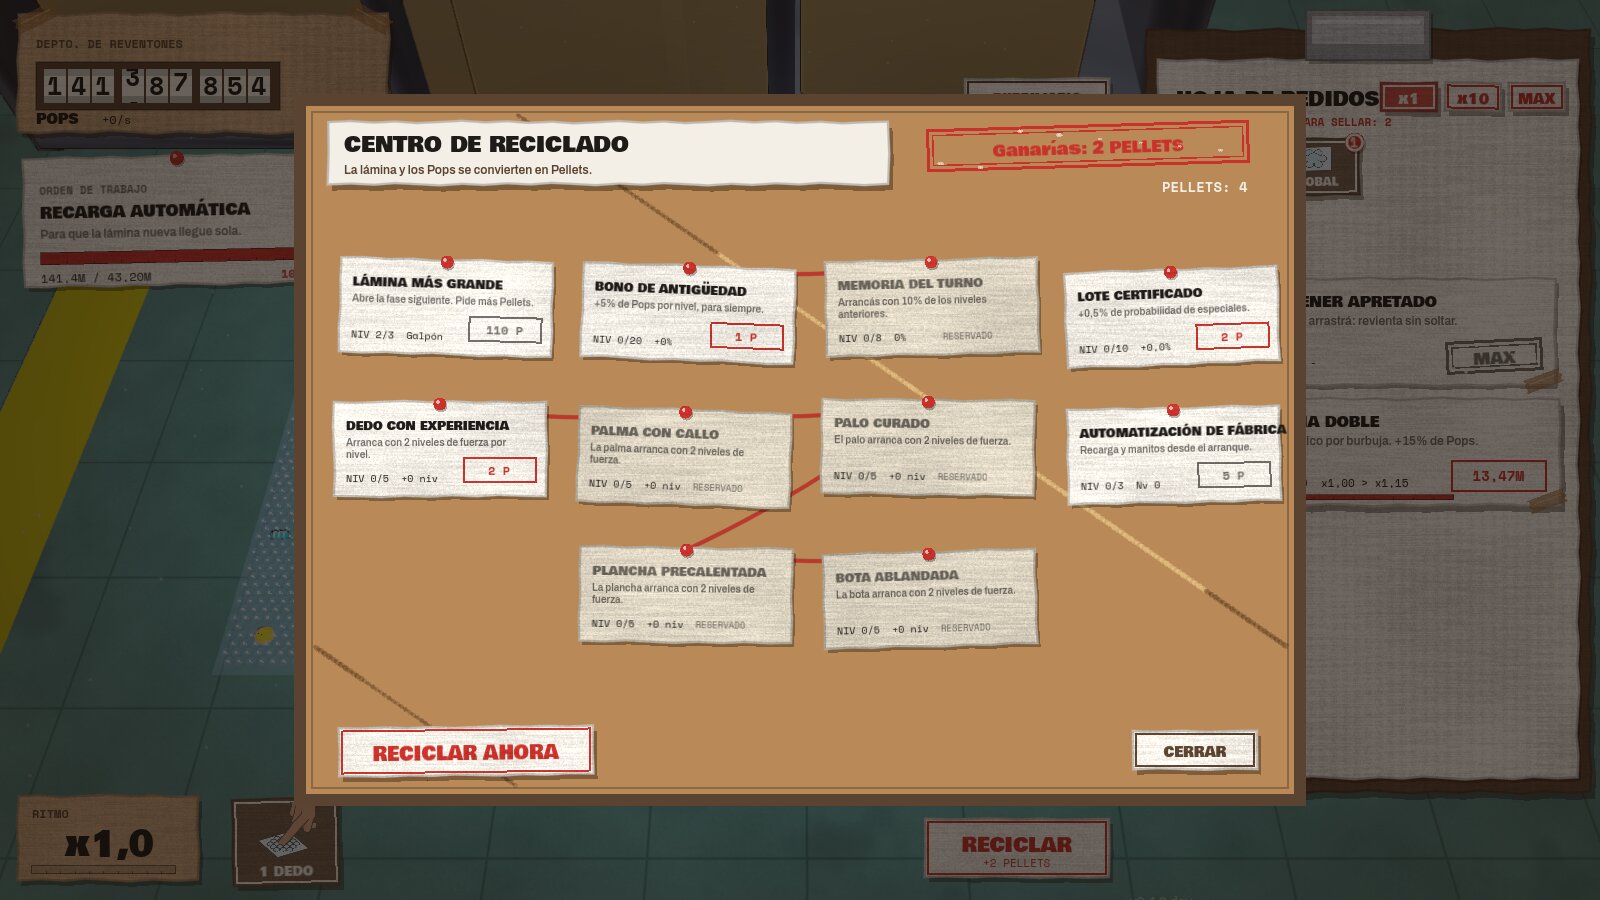 DEPTO. DE REVENTONES
141 387 854
POPS +0/s
ORDEN DE TRABAJO
RECARGA AUTOMÁTICA
Para que la lámina nueva llegue sola.
141.4M / 43,20M
CENTRO DE RECICLADO
La lámina y los Pops se convierten en Pellets.
Ganarías: 2 PELLETS
PELLETS: 4
LÁMINA MÁS GRANDE
Abre la fase siguiente. Pide más Pellets.
NIV 2/3 Galpón
110 P
BONO DE ANTIGÜEDAD
+5% de Pops por nivel, para siempre.
NIV 0/20 +0%
1 P
MEMORIA DEL TURNO
Arrancás con 10% de los niveles
anteriores.
NIV 0/8 0%
RESERVADO
LOTE CERTIFICADO
+0,5% de probabilidad de especiales.
NIV 0/10 +0,0%
2 P
DEDO CON EXPERIENCIA
Arranca con 2 niveles de fuerza por
nivel.
NIV 0/5 +0 niv
2 P
PALMA CON CALLO
La palma arranca con 2 niveles de
fuerza.
NIV 0/5 +0 niv RESERVADO
PALO CURADO
El palo arranca con 2 niveles de fuerza.
NIV 0/5 +0 niv RESERVADO
AUTOMATIZACIÓN DE FÁBRICA
Recarga y manitos desde el arranque.
NIV 0/3 Nv 0
5 P
PLANCHA PRECALENTADA
La plancha arranca con 2 niveles de
fuerza.
NIV 0/5 +0 niv RESERVADO
BOTA ABLANDADA
La bota arranca con 2 niveles de fuerza.
NIV 0/5 +0 niv RESERVADO
RECICLAR AHORA
CERRAR
x1 x10 MAX
SELLAR: 2
1
APRETADO
arrastrá: revienta sin soltar.
MAX
DOBLE
por burbuja. +15% de Pops.
x1,00 > x1,15
13,47M
RITMO
x1,0
1 DEDO
RECICLAR
+2 PELLETS